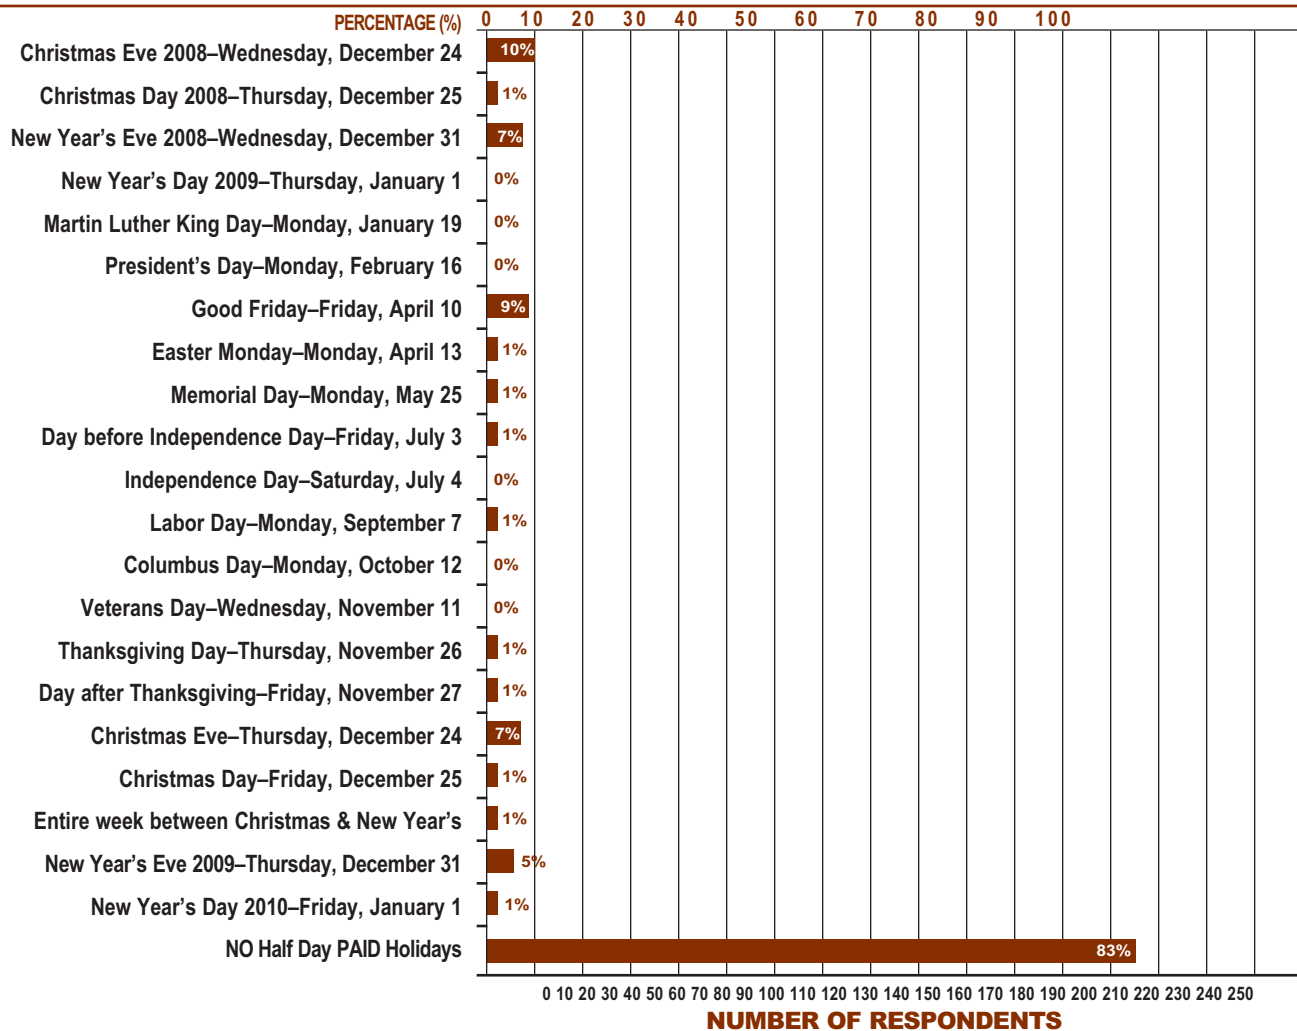 PERCENTAGE (%) 0 10 20 30 40 50 60 70 80 90 100
Christmas Eve 2008–Wednesday, December 24 10%
Christmas Day 2008–Thursday, December 25 1%
New Year’s Eve 2008–Wednesday, December 31 7%
New Year’s Day 2009–Thursday, January 1 0%
Martin Luther King Day–Monday, January 19 0%
President’s Day–Monday, February 16 0%
Good Friday–Friday, April 10 9%
Easter Monday–Monday, April 13 1%
Memorial Day–Monday, May 25 1%
Day before Independence Day–Friday, July 3 1%
Independence Day–Saturday, July 4 0%
Labor Day–Monday, September 7 1%
Columbus Day–Monday, October 12 0%
Veterans Day–Wednesday, November 11 0%
Thanksgiving Day–Thursday, November 26 1%
Day after Thanksgiving–Friday, November 27 1%
Christmas Eve–Thursday, December 24 7%
Christmas Day–Friday, December 25 1%
Entire week between Christmas & New Year’s 1%
New Year’s Eve 2009–Thursday, December 31 5%
New Year’s Day 2010–Friday, January 1 1%
NO Half Day PAID Holidays 83%
0 10 20 30 40 50 60 70 80 90 100 110 120 130 140 150 160 170 180 190 200 210 220 230 240 250
NUMBER OF RESPONDENTS